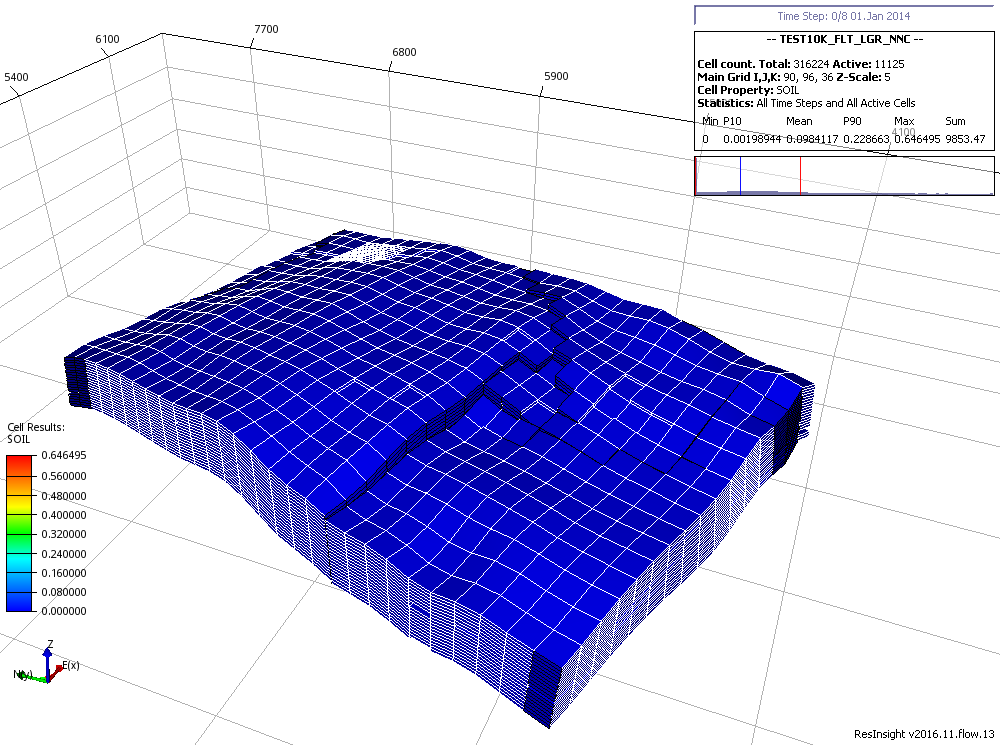 Time Step: 0/8 01.Jan 2014
-- TEST10K_FLT_LGR_NNC --
Cell count. Total: 316224 Active: 11125
Main Grid I,J,K: 90, 96, 36 Z-Scale: 5
Cell Property: SOIL
Statistics: All Time Steps and All Active Cells
Min P10 Mean P90 Max Sum
0 0.00198944 0.0984117 0.228663 0.646495 9853.47
7700
6100
6800
5400
5900
4100
Cell Results:
SOIL
0.646495
0.560000
0.480000
0.400000
0.320000
0.240000
0.160000
0.080000
0.000000
Z
E(x)
N(y)
ResInsight v2016.11.flow.13